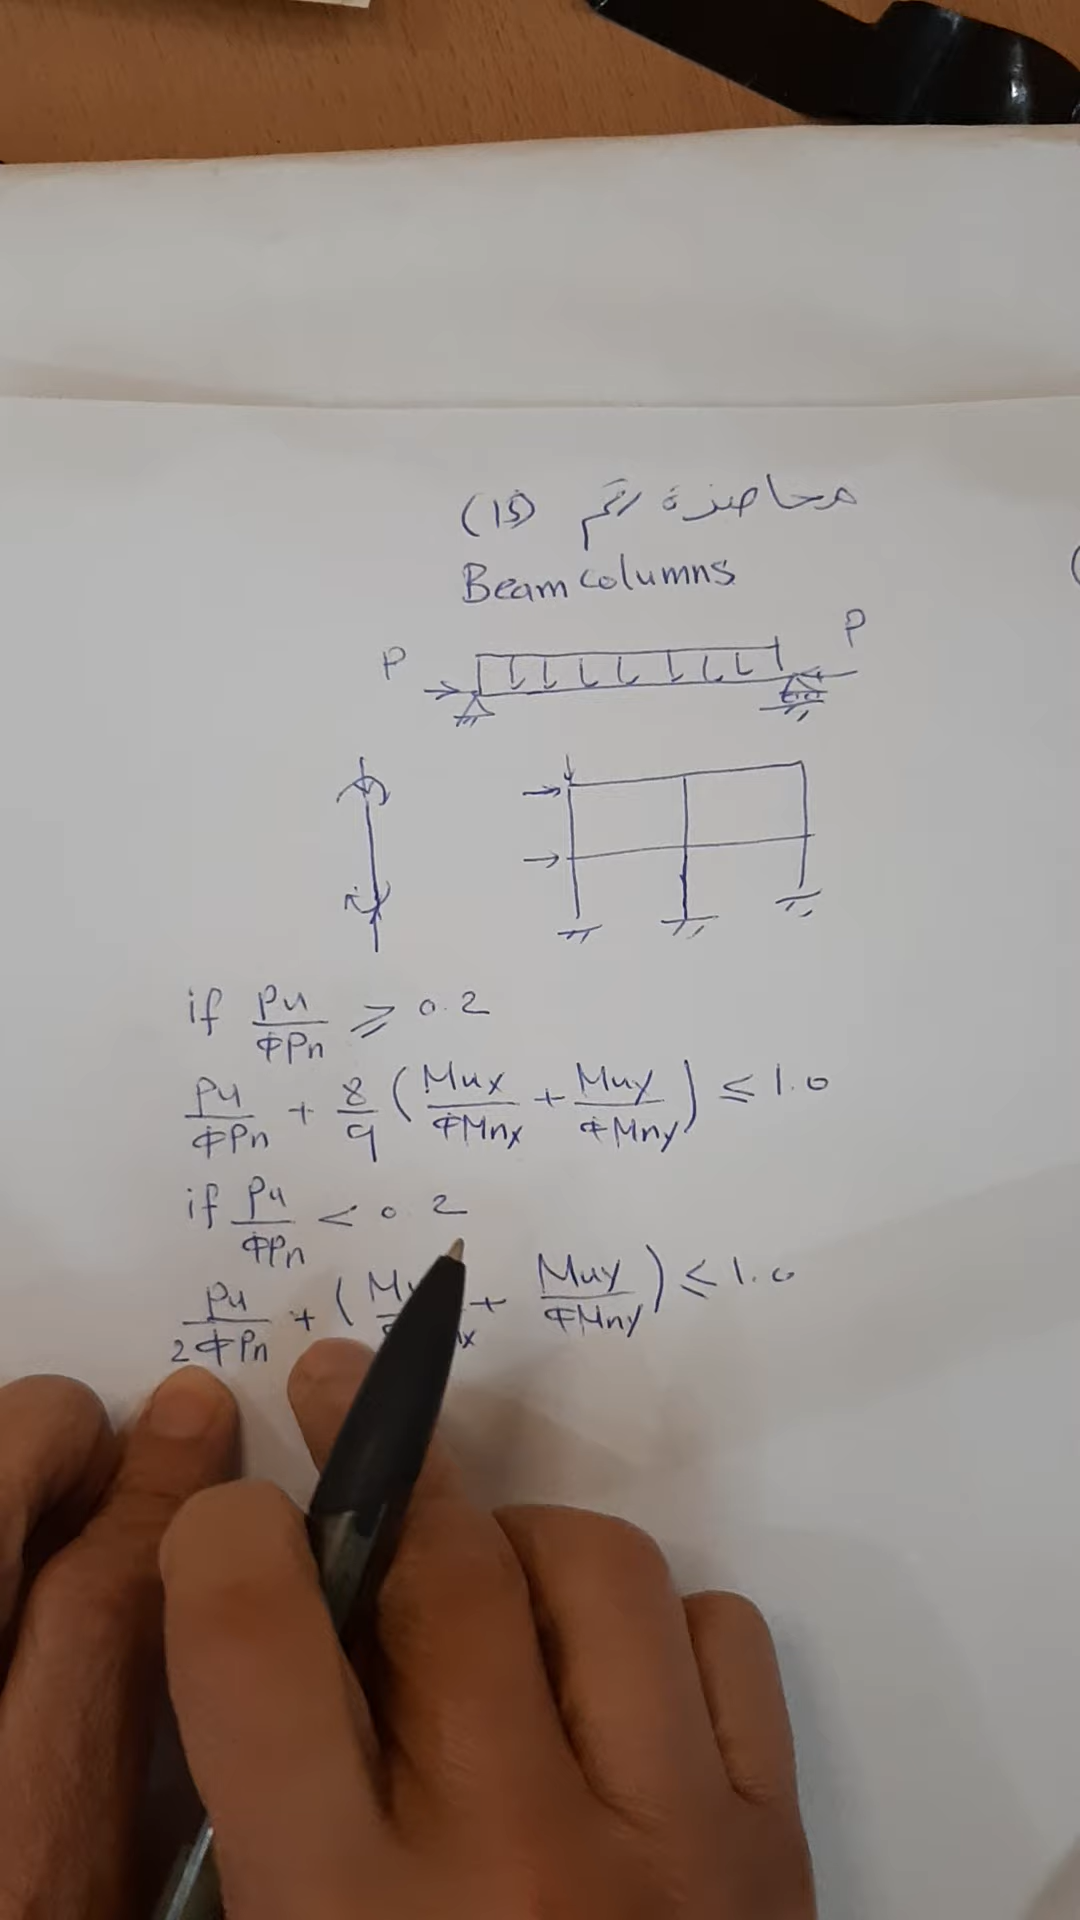 محاضرة رقم (15)
Beam columns
P P
if Pu/ΦPn ≥ 0.2
Pu/ΦPn + 8/9 (Mux/ΦMnx + Muy/ΦMny) ≤ 1.0
if Pu/ΦPn < 0.2
Pu/2ΦPn + ( + Muy/ΦMny) ≤ 1.0